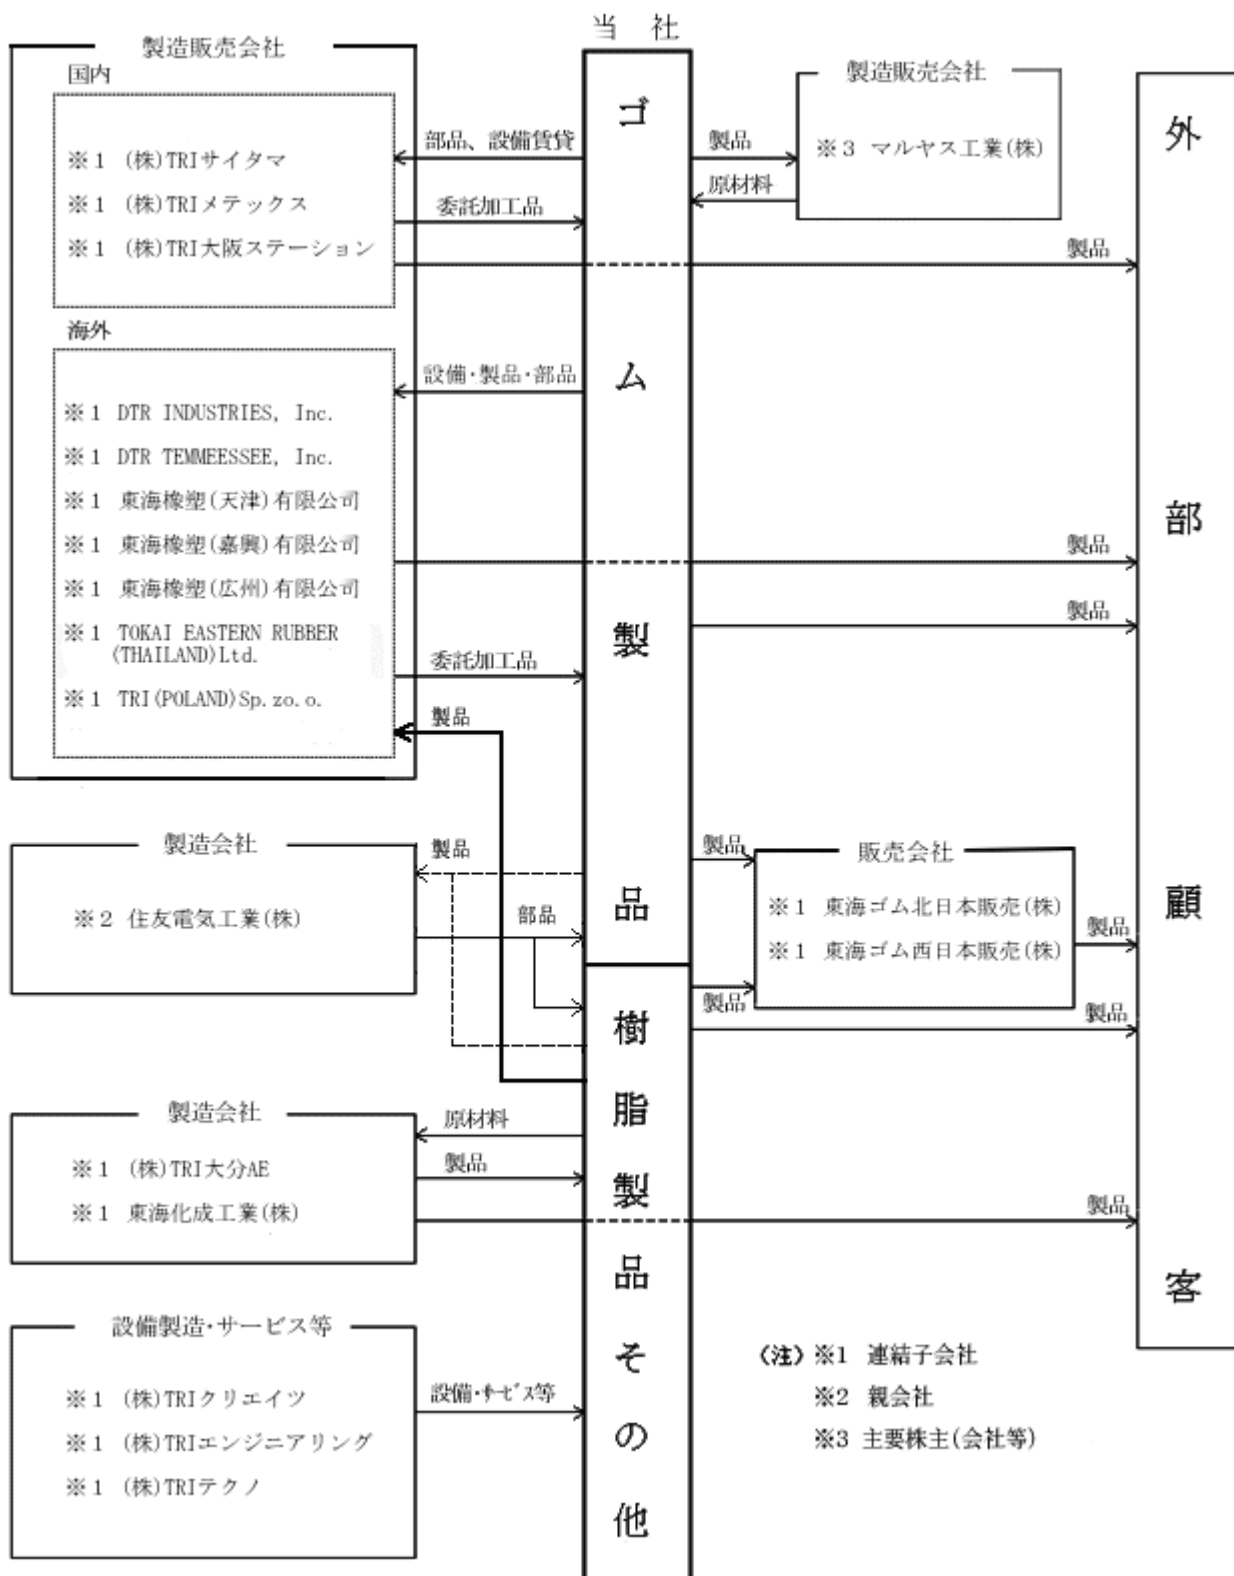 当 社
製造販売会社
国内
※1 (株)TRIサイタマ
※1 (株)TRIメテックス
※1 (株)TRI大阪ステーション
海外
※1 DTR INDUSTRIES, Inc.
※1 DTR TEMMEESSEE, Inc.
※1 東海橡塑(天津)有限公司
※1 東海橡塑(嘉興)有限公司
※1 東海橡塑(広州)有限公司
※1 TOKAI EASTERN RUBBER
(THAILAND)Ltd.
※1 TRI(POLAND)Sp.zo.o.
製造会社
※2 住友電気工業(株)
製造会社
※1 (株)TRI大分AE
※1 東海化成工業(株)
設備製造・サービス等
※1 (株)TRIクリエイツ
※1 (株)TRIエンジニアリング
※1 (株)TRIテクノ
部品、設備賃貸
委託加工品
設備・製品・部品
委託加工品
製品
製品
部品
原材料
製品
設備・サービス等
ゴム製品
樹脂製品その他
製品
原材料
製造販売会社
※3 マルヤス工業(株)
製品
製品
製品
製品
製品
販売会社
※1 東海ゴム北日本販売(株)
※1 東海ゴム西日本販売(株)
製品
製品
製品
外部顧客
(注) ※1 連結子会社
※2 親会社
※3 主要株主(会社等)